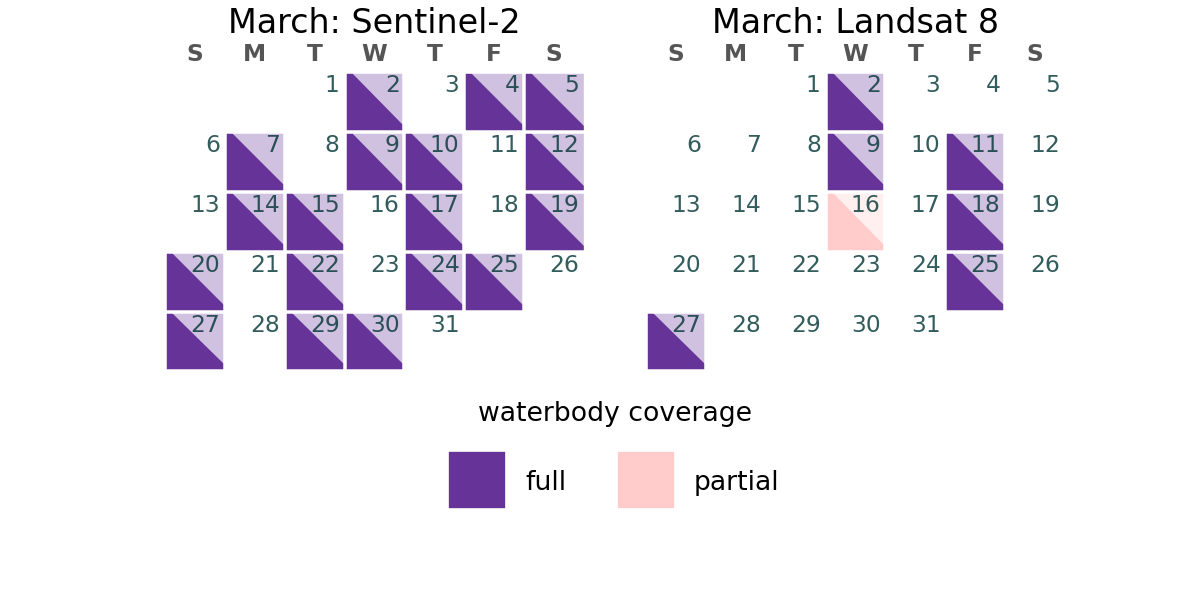 March: Sentinel-2
S M T W T F S
1 2 3 4 5
6 7 8 9 10 11 12
13 14 15 16 17 18 19
20 21 22 23 24 25 26
27 28 29 30 31
March: Landsat 8
S M T W T F S
1 2 3 4 5
6 7 8 9 10 11 12
13 14 15 16 17 18 19
20 21 22 23 24 25 26
27 28 29 30 31
waterbody coverage
full partial